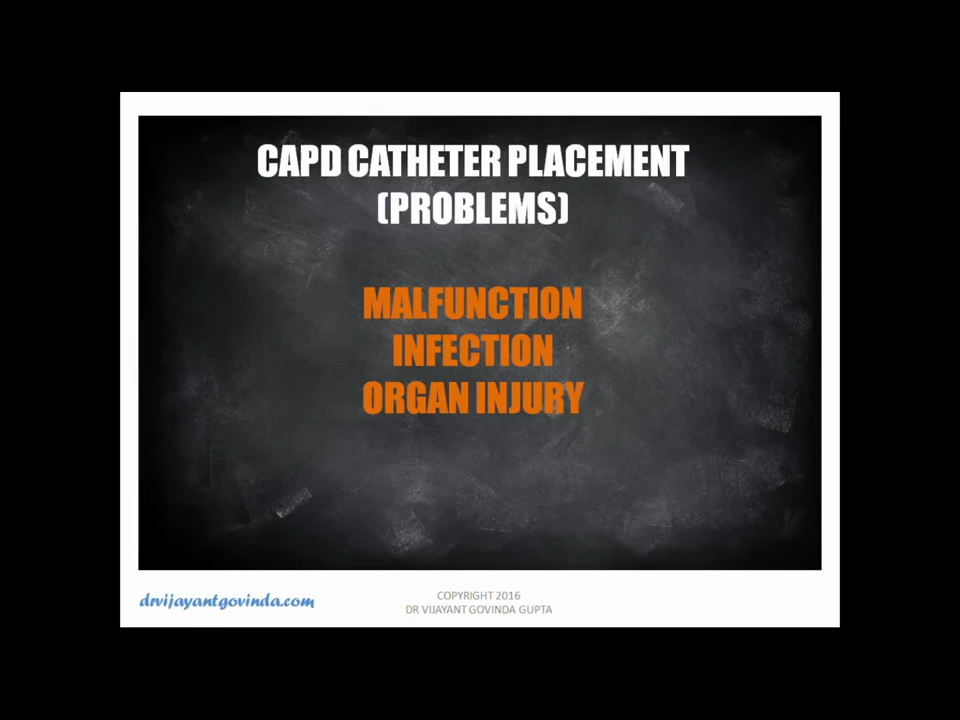 CAPD CATHETER PLACEMENT
(PROBLEMS)
MALFUNCTION
INFECTION
ORGAN INJURY
drvijayantgovinda.com
COPYRIGHT 2016
DR VIJAYANT GOVINDA GUPTA